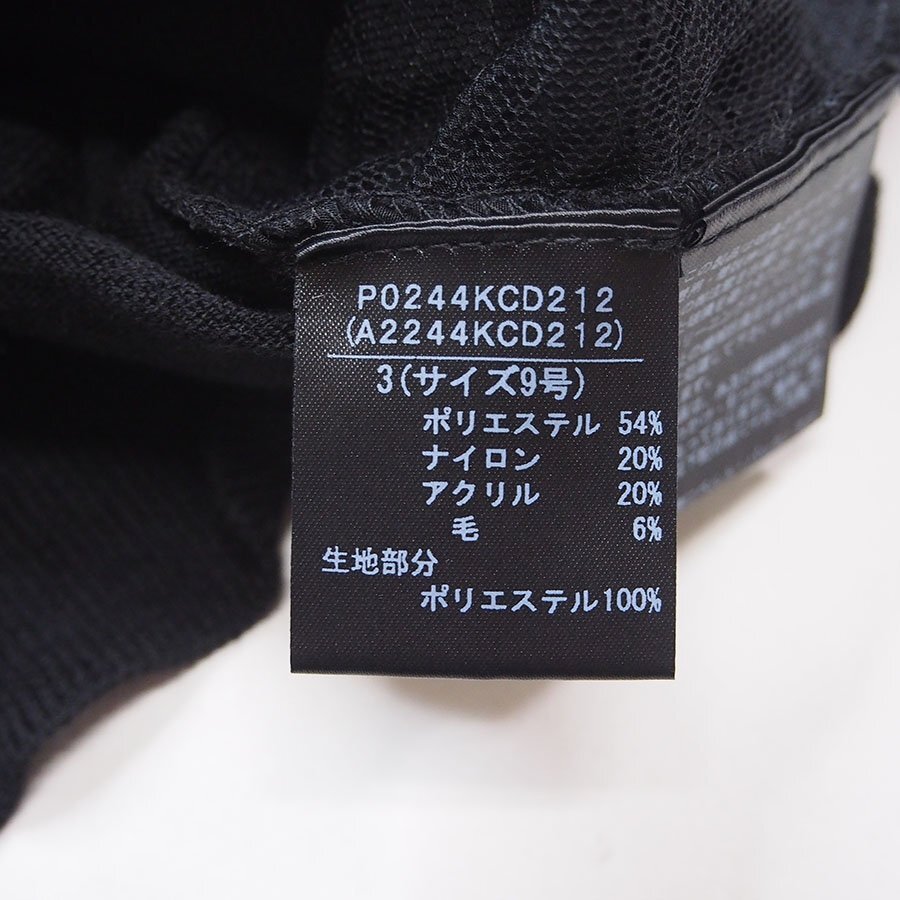 P0244KCD212
(A2244KCD212)
3(サイズ9号)
ポリエステル 54%
ナイロン 20%
アクリル 20%
毛 6%
生地部分
ポリエステル100%